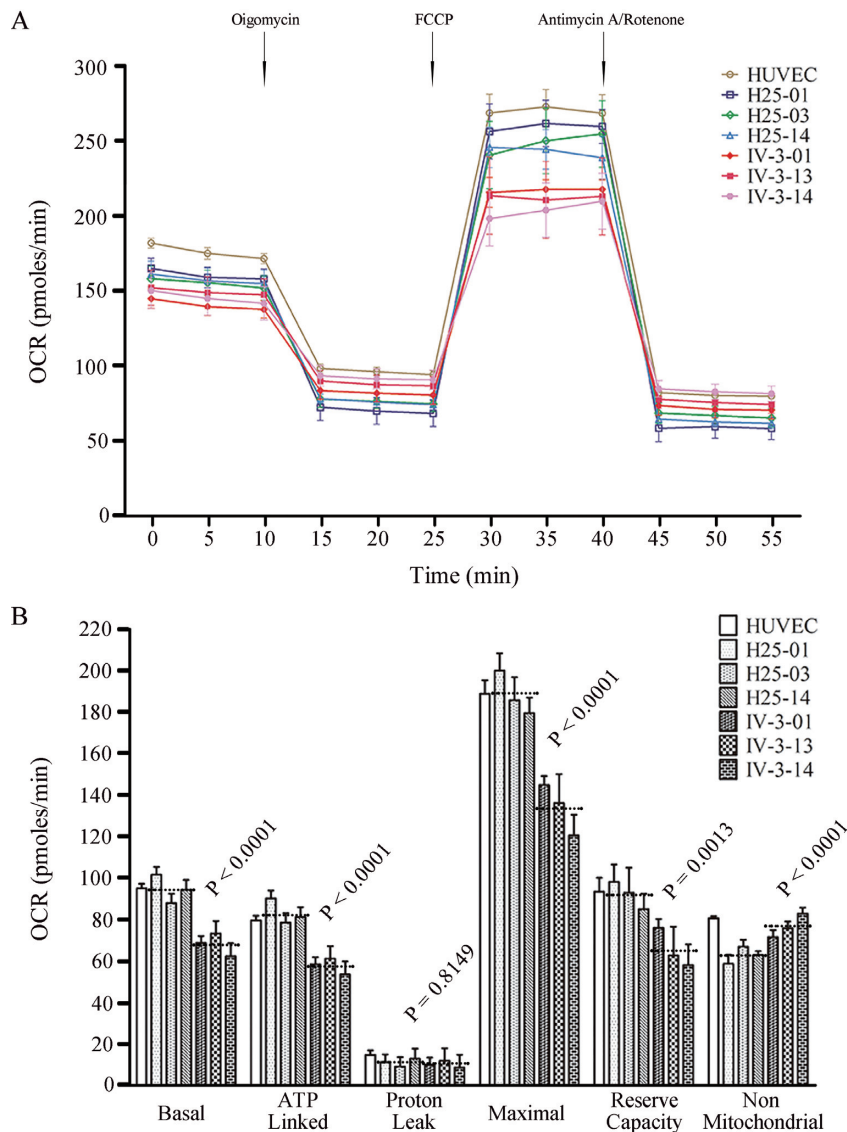 A
Oigomycin
FCCP
Antimycin A/Rotenone
OCR (pmoles/min)
300
250
200
150
100
50
0
0 5 10 15 20 25 30 35 40 45 50 55
Time (min)
HUVEC
H25-01
H25-03
H25-14
IV-3-01
IV-3-13
IV-3-14
B
OCR (pmoles/min)
220
200
180
160
140
120
100
80
60
40
20
0
P < 0.0001
P < 0.0001
P = 0.8149
P < 0.0001
P = 0.0013
P < 0.0001
HUVEC
H25-01
H25-03
H25-14
IV-3-01
IV-3-13
IV-3-14
Basal
ATP
Linked
Proton
Leak
Maximal
Reserve
Capacity
Non
Mitochondrial